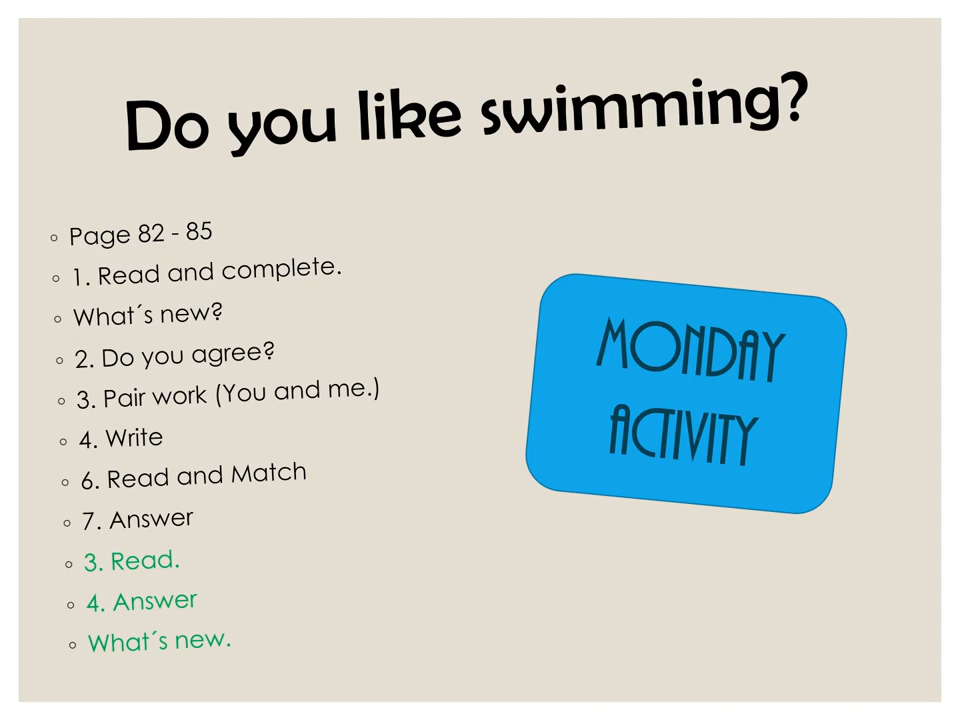 Do you like swimming?
Page 82 - 85
1. Read and complete.
What´s new?
2. Do you agree?
3. Pair work (You and me.)
4. Write
6. Read and Match
7. Answer
3. Read.
4. Answer
What´s new.
MONDAY
ACTIVITY